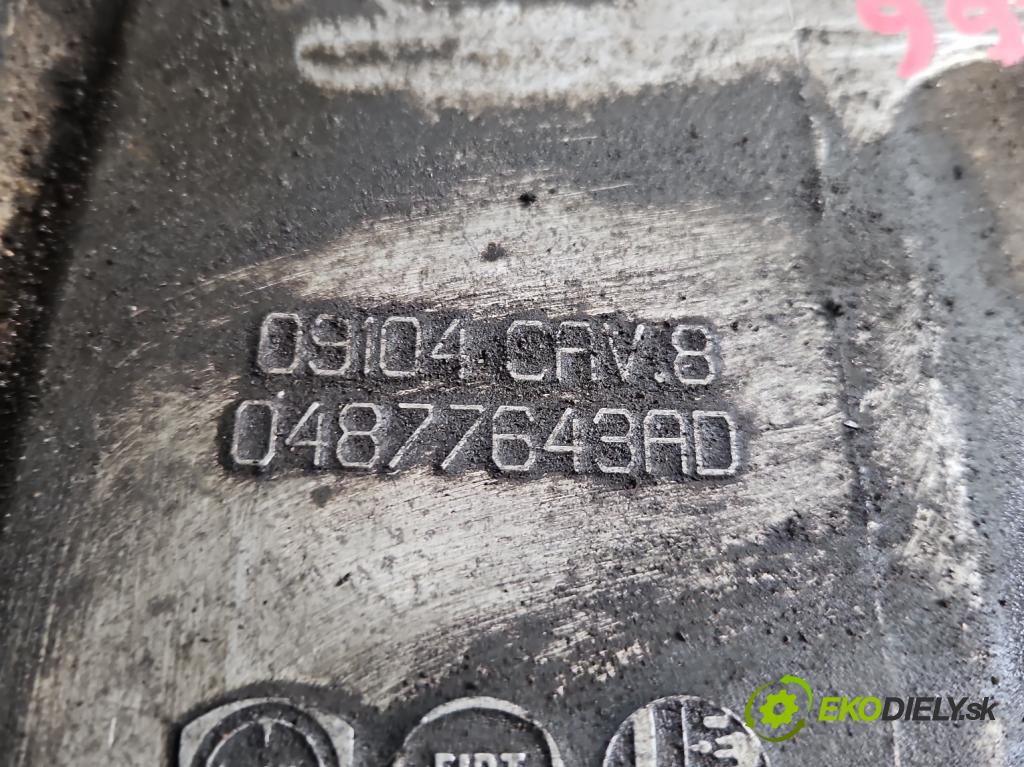 09104 CAV.8
04877643AD
FIAT
EKODIELY.sk